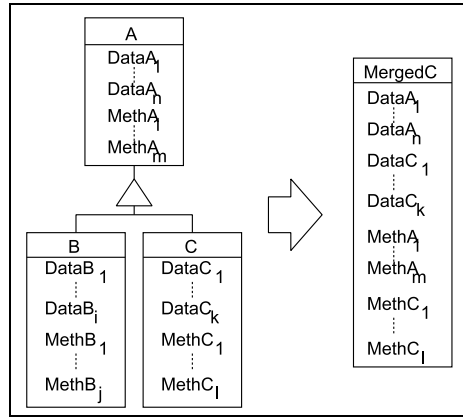 A
DataA1
DataAn
MethA1
MethAm
B
DataB1
DataBi
MethB1
MethBj
C
DataC1
DataCk
MethC1
MethCl
MergedC
DataA1
DataAn
DataC1
DataCk
MethA1
MethAm
MethC1
MethCl